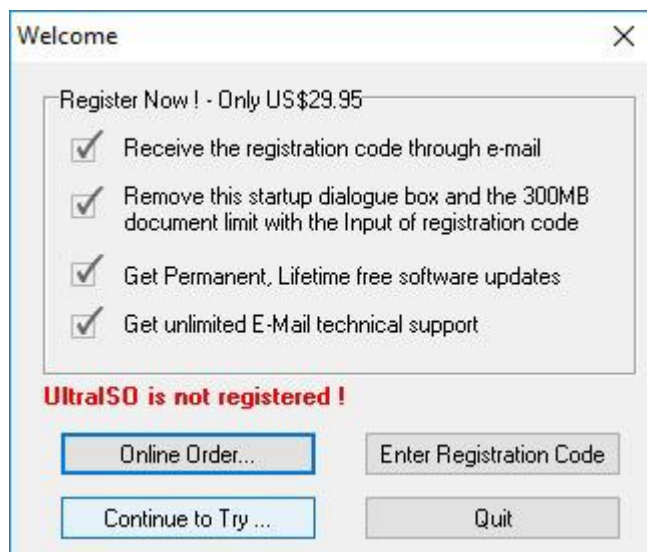 Welcome
Register Now ! - Only US$29.95
Receive the registration code through e-mail
Remove this startup dialogue box and the 300MB
document limit with the Input of registration code
Get Permanent, Lifetime free software updates
Get unlimited E-Mail technical support
UltraISO is not registered !
Online Order...
Enter Registration Code
Continue to Try ...
Quit